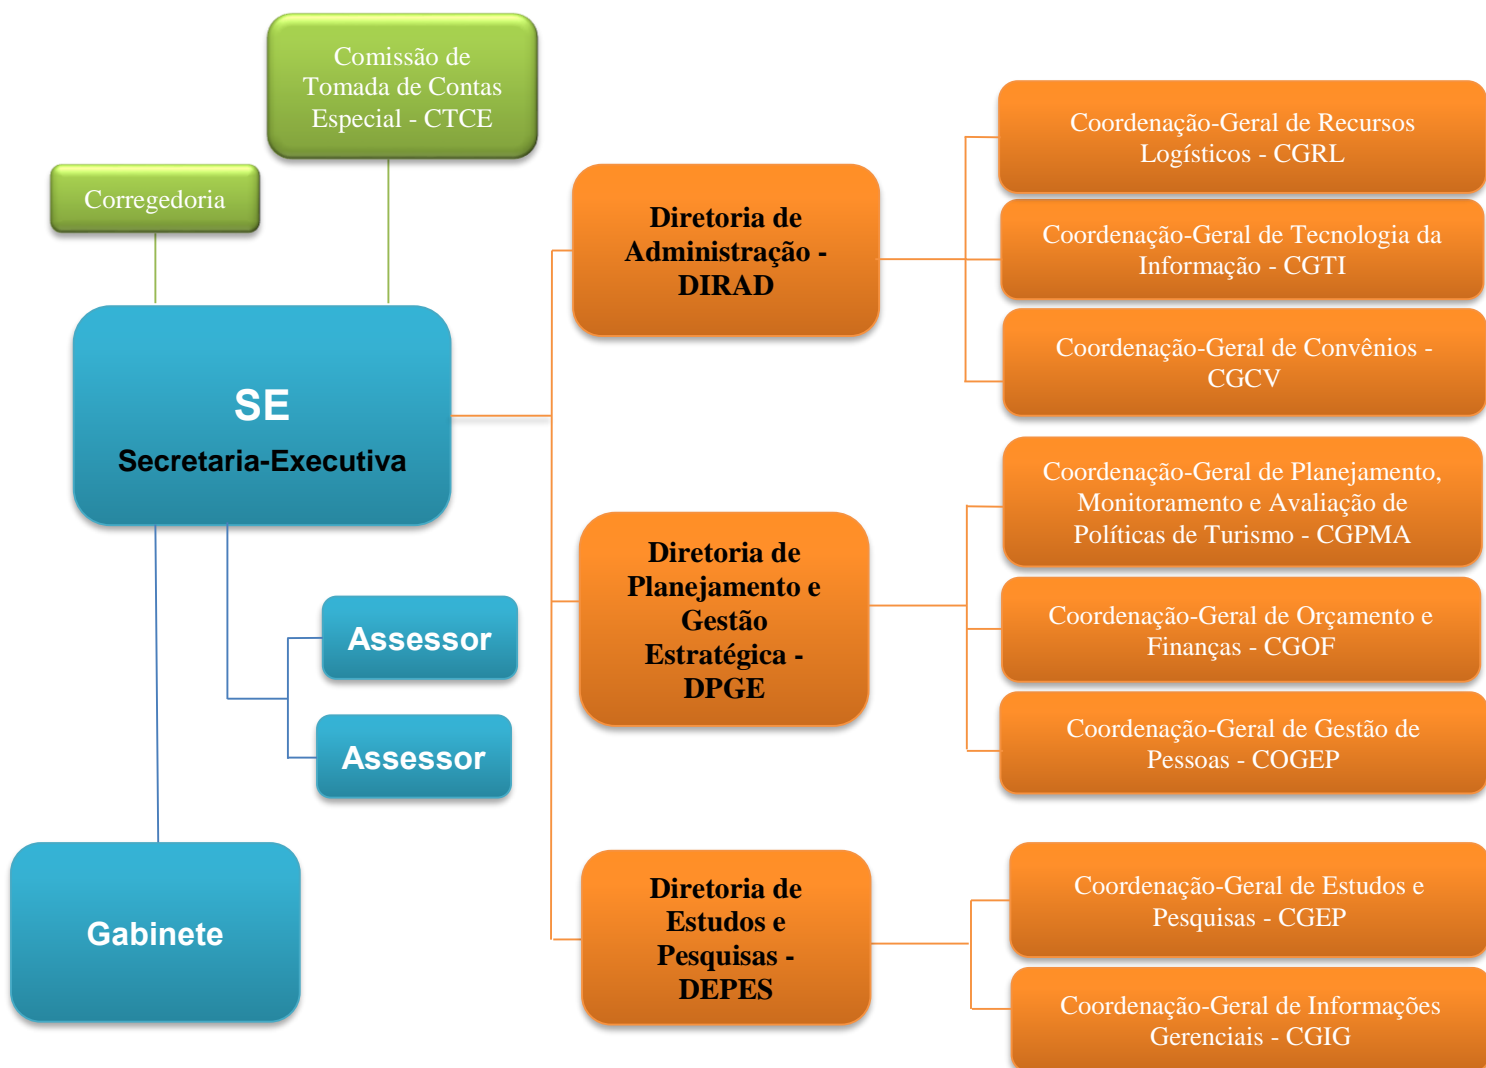 Comissão de
Tomada de Contas
Especial - CTCE
Corregedoria
SE
Secretaria-Executiva
Assessor
Assessor
Gabinete
Diretoria de
Administração -
DIRAD
Coordenação-Geral de Recursos
Logísticos - CGRL
Coordenação-Geral de Tecnologia da
Informação - CGTI
Coordenação-Geral de Convênios -
CGCV
Diretoria de
Planejamento e
Gestão
Estratégica -
DPGE
Coordenação-Geral de Planejamento,
Monitoramento e Avaliação de
Políticas de Turismo - CGPMA
Coordenação-Geral de Orçamento e
Finanças - CGOF
Coordenação-Geral de Gestão de
Pessoas - COGEP
Diretoria de
Estudos e
Pesquisas -
DEPES
Coordenação-Geral de Estudos e
Pesquisas - CGEP
Coordenação-Geral de Informações
Gerenciais - CGIG